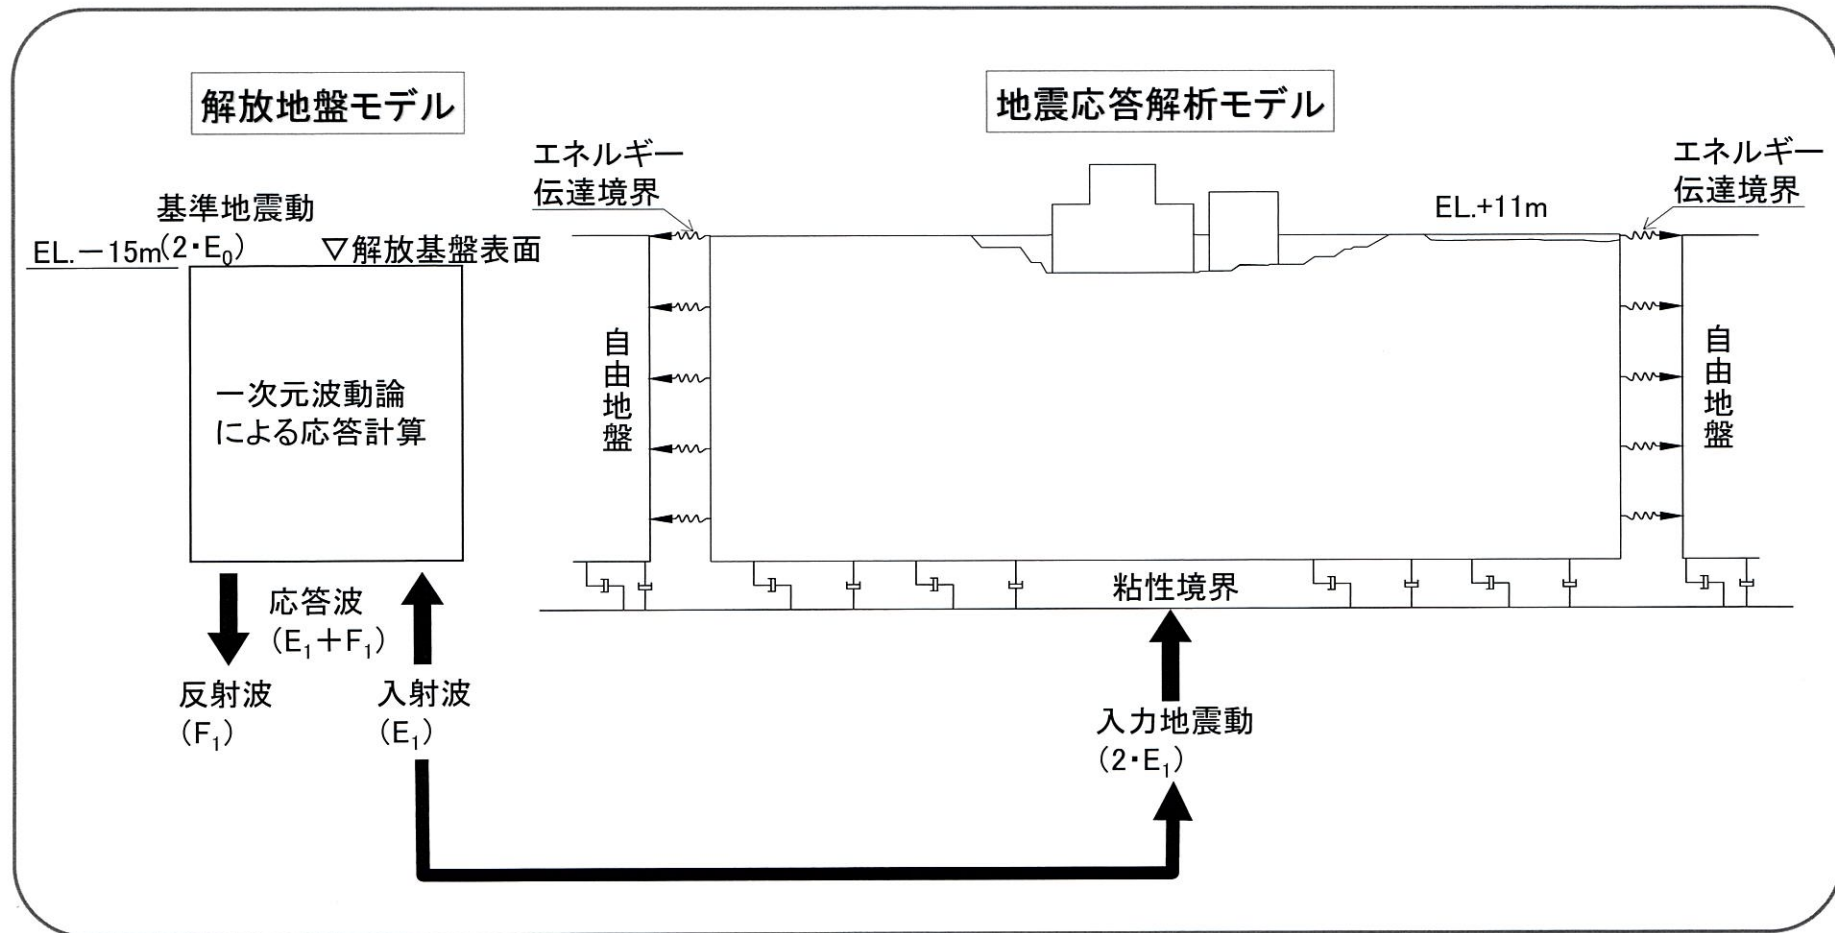 解放地盤モデル
地震応答解析モデル
エネルギー
伝達境界
エネルギー
伝達境界
基準地震動
EL.+11m
EL.−15m(2・E₀)
▽解放基盤表面
自由地盤
自由地盤
一次元波動論
による応答計算
粘性境界
応答波
(E₁+F₁)
反射波
(F₁)
入射波
(E₁)
入力地震動
(2・E₁)